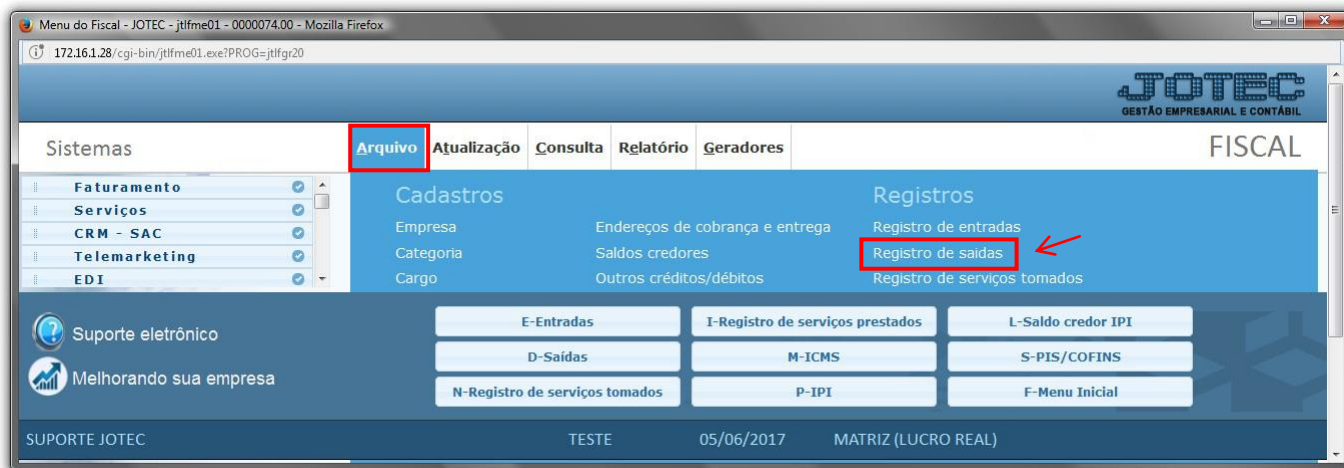 Menu do Fiscal - JOTEC - jtlfme01 - 0000074.00 - Mozilla Firefox
172.16.1.28/cgi-bin/jtlfme01.exe?PROG=jtlfgr20
JOTEC
GESTÃO EMPRESARIAL E CONTÁBIL
Sistemas
Arquivo Atualização Consulta Relatório Geradores
FISCAL
Faturamento
Serviços
CRM - SAC
Telemarketing
EDI
Cadastros
Empresa
Categoria
Cargo
Endereços de cobrança e entrega
Saldos credores
Outros créditos/débitos
Registros
Registro de entradas
Registro de saidas
Registro de serviços tomados
Suporte eletrônico
Melhorando sua empresa
E-Entradas I-Registro de serviços prestados L-Saldo credor IPI
D-Saídas M-ICMS S-PIS/COFINS
N-Registro de serviços tomados P-IPI F-Menu Inicial
SUPORTE JOTEC TESTE 05/06/2017 MATRIZ (LUCRO REAL)